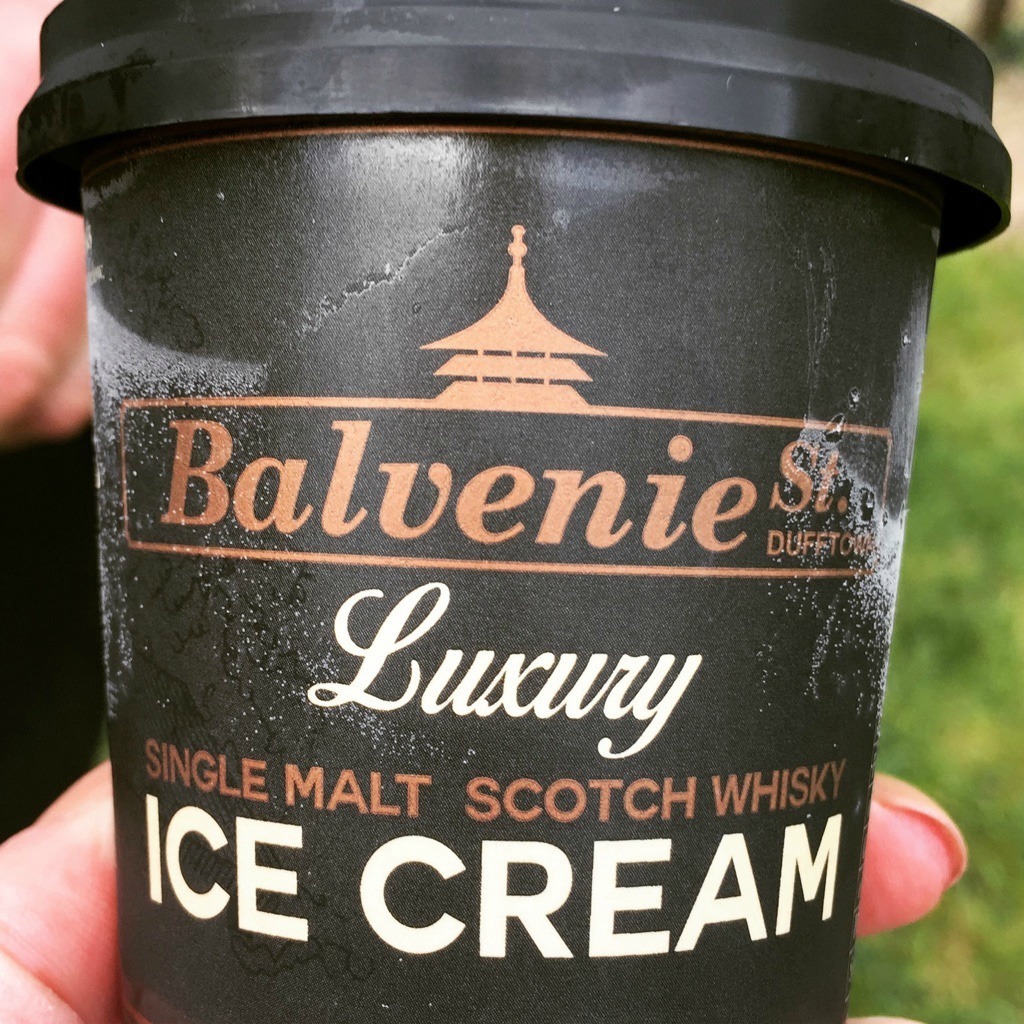 Balvenie St.
DUFFTOWN
Luxury
SINGLE MALT SCOTCH WHISKY
ICE CREAM